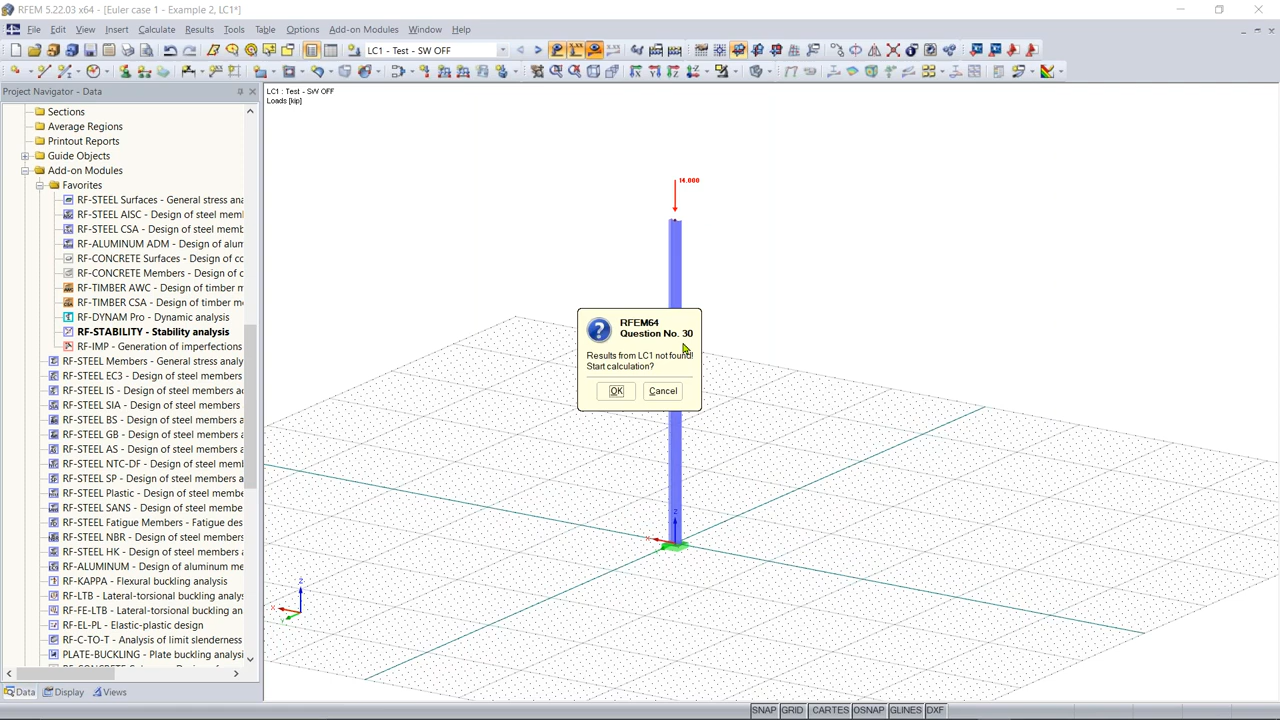 RFEM 5.22.03 x64 - [Euler case 1 - Example 2, LC1*]
File Edit View Insert Calculate Results Tools Table Options Add-on Modules Window Help
LC1 - Test - SW OFF
Project Navigator - Data
LC1 : Test - SW OFF
Loads [kip]
Sections
Average Regions
Printout Reports
Guide Objects
Add-on Modules
Favorites
RF-STEEL Surfaces - General stress ana
RF-STEEL AISC - Design of steel mem
RF-STEEL CSA - Design of steel memb
RF-ALUMINUM ADM - Design of alum
RF-CONCRETE Surfaces - Design of co
RF-CONCRETE Members - Design of c
RF-TIMBER AWC - Design of timber m
RF-TIMBER CSA - Design of timber me
RF-DYNAM Pro - Dynamic analysis
RF-STABILITY - Stability analysis
RF-IMP - Generation of imperfections
RF-STEEL Members - General stress an
RF-STEEL EC3 - Design of steel membe
RF-STEEL IS - Design of steel members ac
RF-STEEL SIA - Design of steel members
RF-STEEL BS - Design of steel members
RF-STEEL GB - Design of steel members
RF-STEEL AS - Design of steel members
RF-STEEL NTC-DF - Design of steel meml
RF-STEEL SP - Design of steel members
RF-STEEL Plastic - Design of steel membe
RF-STEEL SANS - Design of steel membe
RF-STEEL Fatigue Members - Fatigue des
RF-STEEL NBR - Design of steel members
RF-STEEL HK - Design of steel members a
RF-ALUMINUM - Design of aluminum me
RF-KAPPA - Flexural buckling analysis
RF-LTB - Lateral-torsional buckling analys
RF-FE-LTB - Lateral-torsional buckling an
RF-EL-PL - Elastic-plastic design
RF-C-TO-T - Analysis of limit slenderness
PLATE-BUCKLING - Plate buckling analysi
14.000
RFEM64
Question No. 30
Results from LC1 not found!
Start calculation?
OK Cancel
Z
X
Z
X
Y
Data Display Views
SNAP GRID CARTES OSNAP GLINES DXF